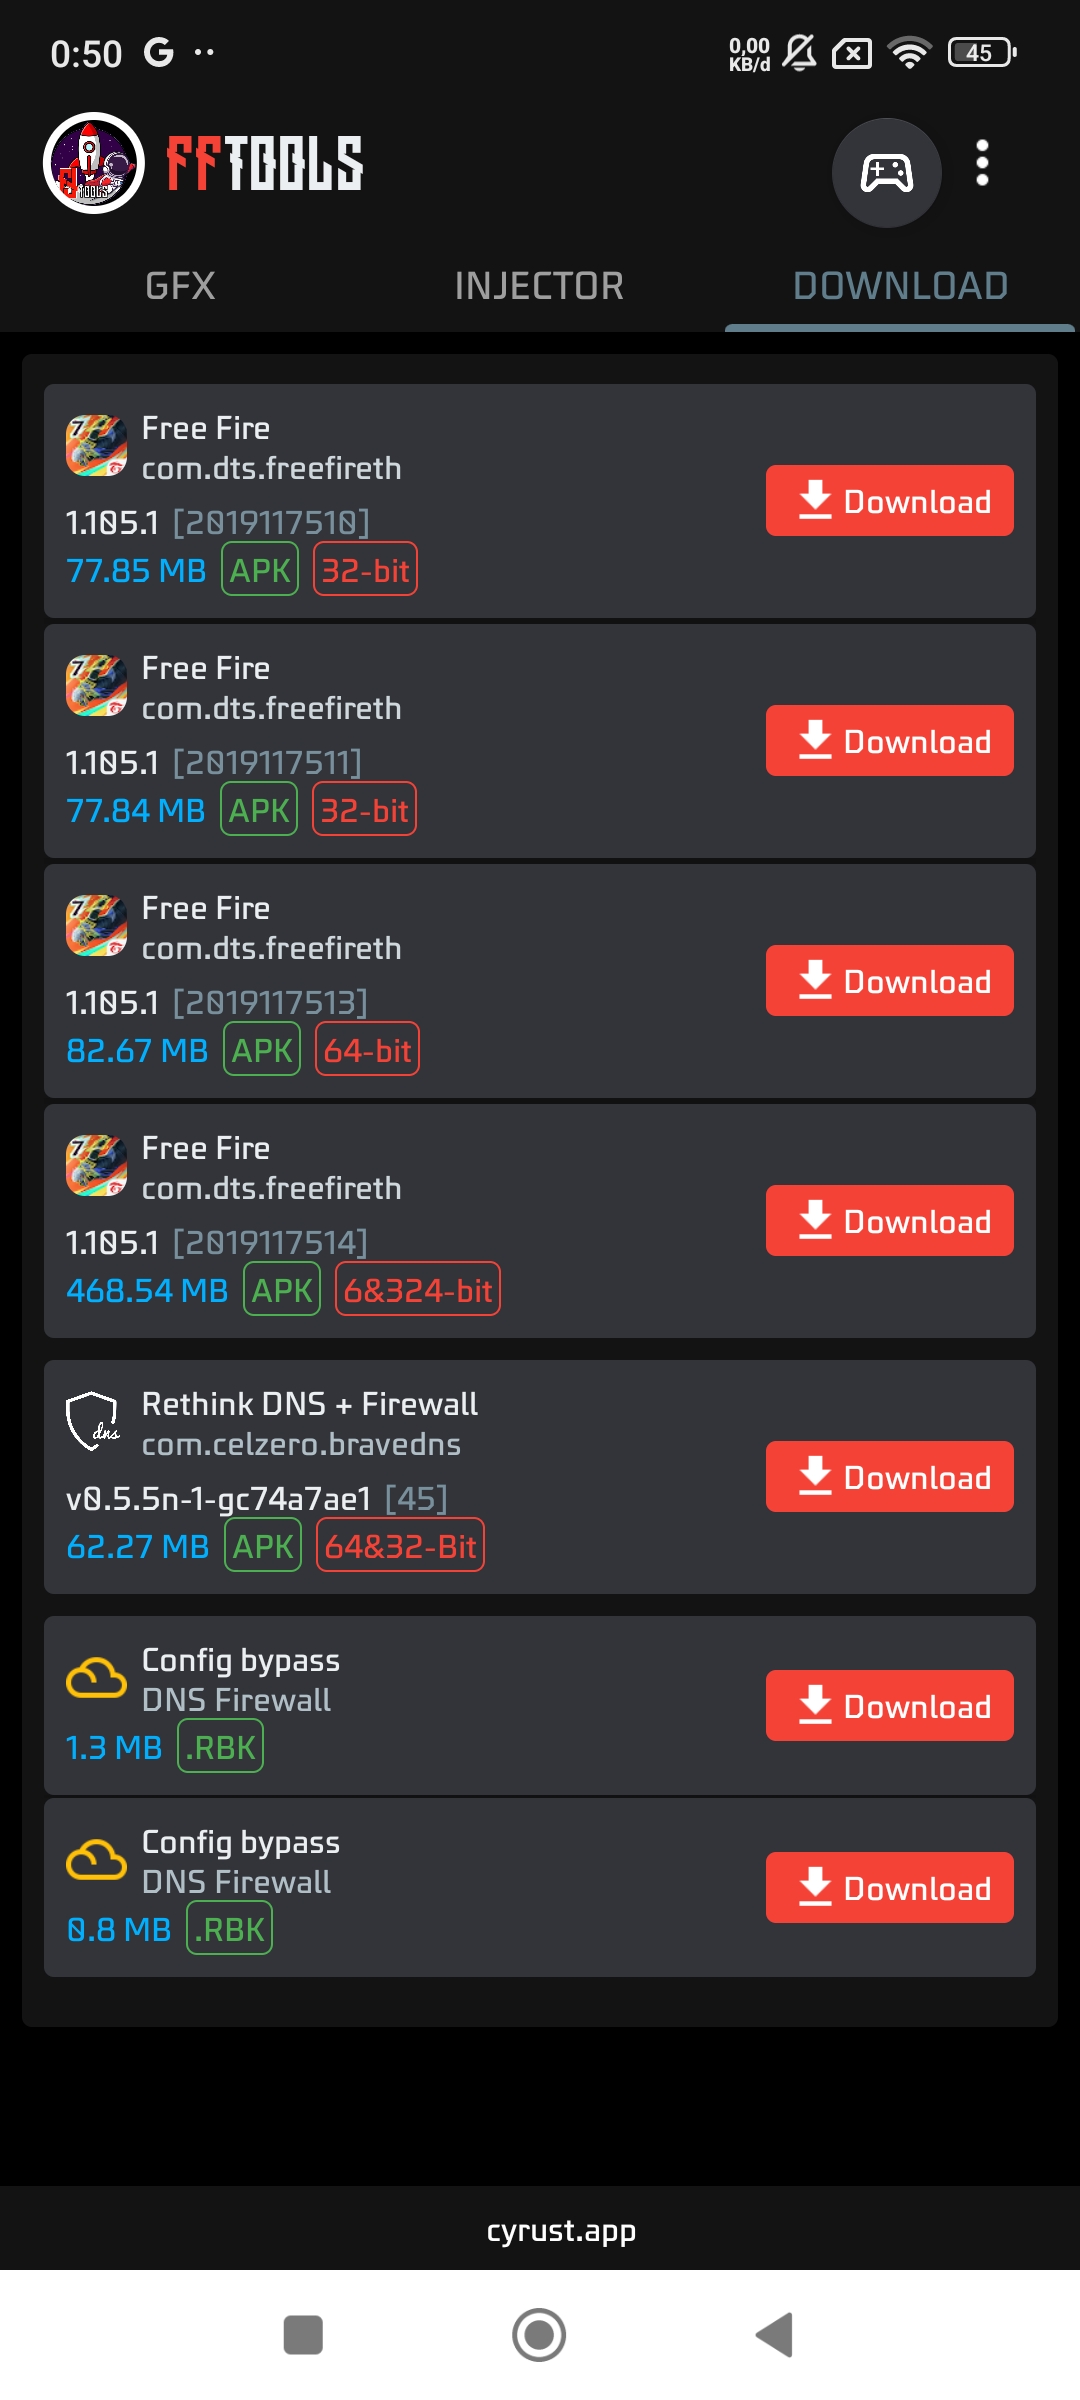 0:50
0,00
KB/d
45
FFTOOLS
GFX
INJECTOR
DOWNLOAD
Free Fire
com.dts.freefireth
1.105.1 [2019117510]
77.85 MB APK 32-bit
Download
Free Fire
com.dts.freefireth
1.105.1 [2019117511]
77.84 MB APK 32-bit
Download
Free Fire
com.dts.freefireth
1.105.1 [2019117513]
82.67 MB APK 64-bit
Download
Free Fire
com.dts.freefireth
1.105.1 [2019117514]
468.54 MB APK 6&324-bit
Download
Rethink DNS + Firewall
com.celzero.bravedns
v0.5.5n-1-gc74a7ae1 [45]
62.27 MB APK 64&32-Bit
Download
Config bypass
DNS Firewall
1.3 MB .RBK
Download
Config bypass
DNS Firewall
0.8 MB .RBK
Download
cyrust.app